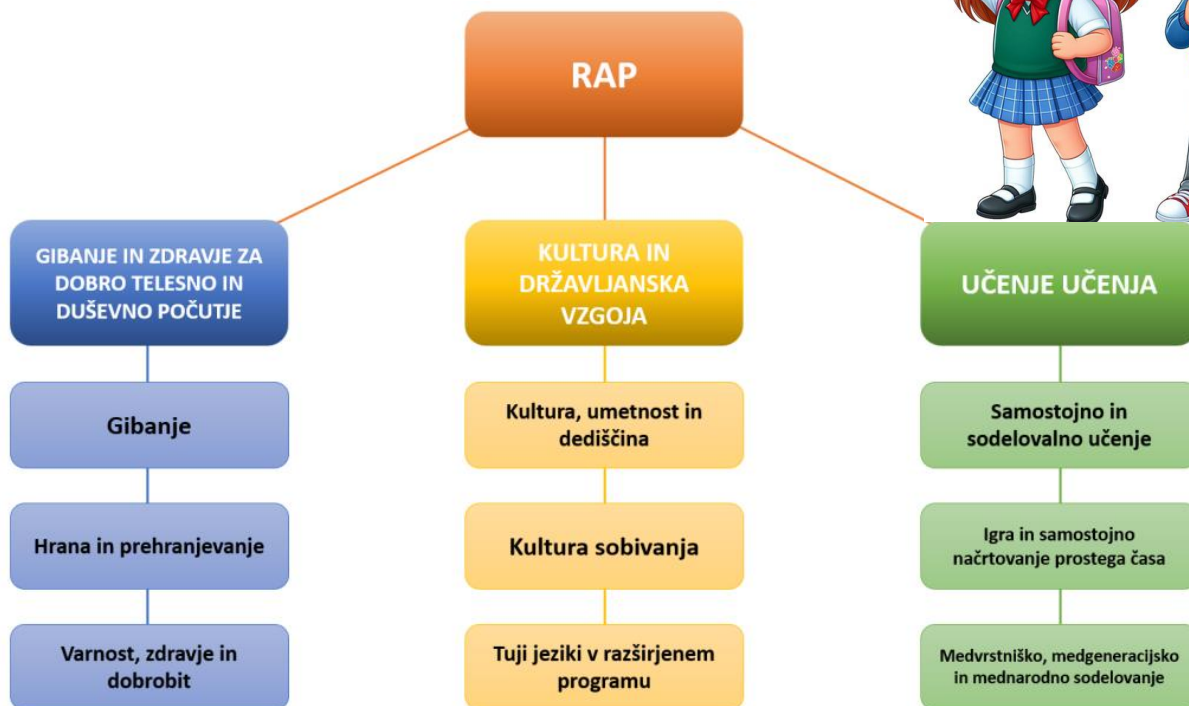 RAP
GIBANJE IN ZDRAVJE ZA
DOBRO TELESNO IN
DUŠEVNO POČUTJE
Gibanje
Hrana in prehranjevanje
Varnost, zdravje in
dobrobit
KULTURA IN
DRŽAVLJANSKA
VZGOJA
Kultura, umetnost in
dediščina
Kultura sobivanja
Tuji jeziki v razširjenem
programu
UČENJE UČENJA
Samostojno in
sodelovalno učenje
Igra in samostojno
načrtovanje prostega časa
Medvrstniško, medgeneracijsko
in mednarodno sodelovanje